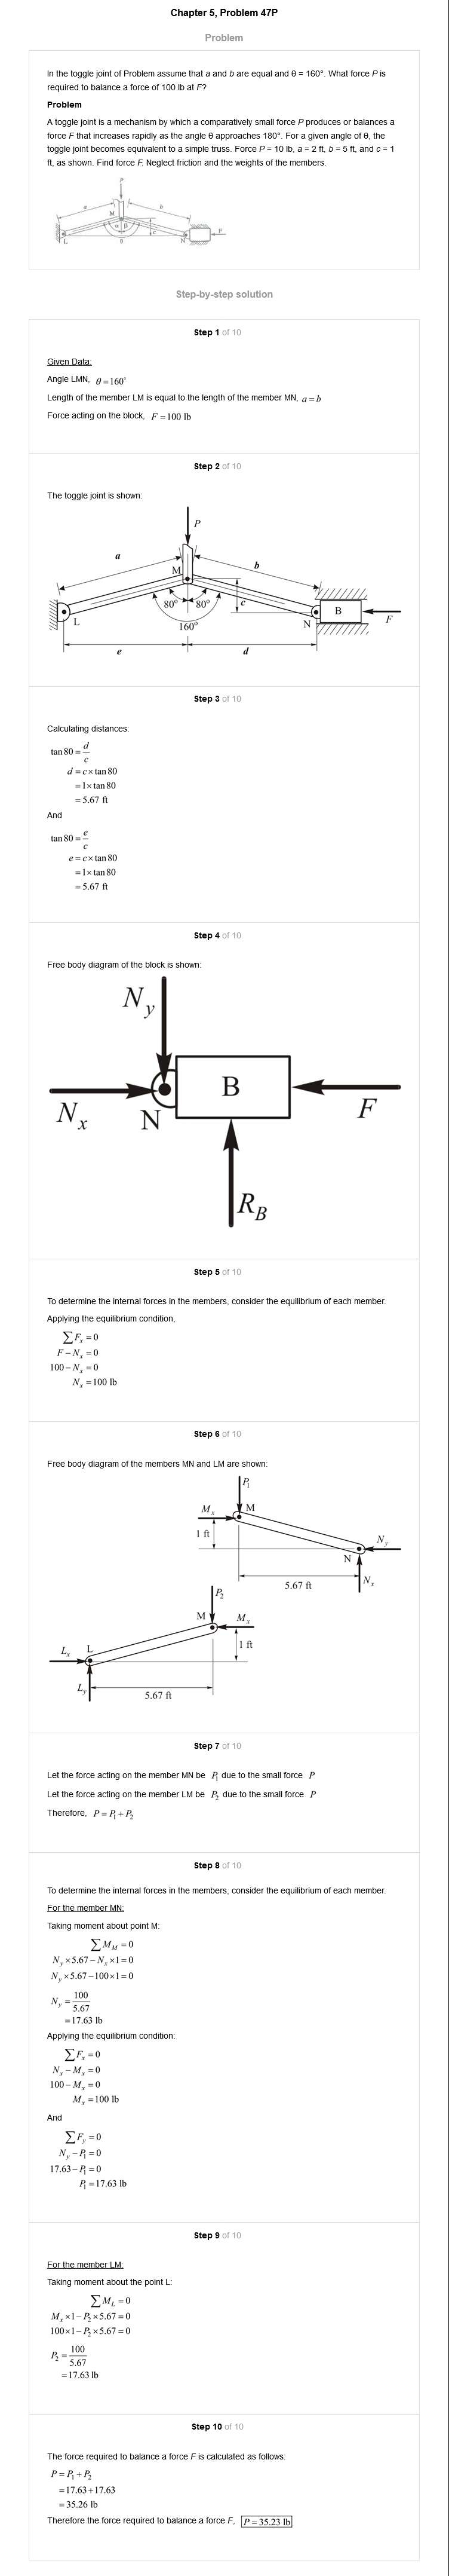 Chapter 5, Problem 47P
Problem
In the toggle joint of Problem assume that a and b are equal and θ = 160°. What force P is
required to balance a force of 100 lb at F?
Problem
A toggle joint is a mechanism by which a comparatively small force P produces or balances a
force F that increases rapidly as the angle θ approaches 180°. For a given angle of θ, the
toggle joint becomes equivalent to a simple truss. Force P = 10 lb, a = 2 ft, b = 5 ft, and c = 1
ft, as shown. Find force F. Neglect friction and the weights of the members.
P
a
b
M
α
β
c
L
θ
N
F
Step-by-step solution
Step 1 of 10
Given Data:
Angle LMN, θ = 160°
Length of the member LM is equal to the length of the member MN, a = b
Force acting on the block, F = 100 lb
Step 2 of 10
The toggle joint is shown:
P
a
b
M
80° 80°
c
B
L
160°
N
F
e
d
Step 3 of 10
Calculating distances:
tan 80 = d/c
d = c × tan 80
= 1 × tan 80
= 5.67 ft
And
tan 80 = e/c
e = c × tan 80
= 1 × tan 80
= 5.67 ft
Step 4 of 10
Free body diagram of the block is shown:
N_y
B
N_x
N
F
R_B
Step 5 of 10
To determine the internal forces in the members, consider the equilibrium of each member.
Applying the equilibrium condition,
∑F_x = 0
F − N_x = 0
100 − N_x = 0
N_x = 100 lb
Step 6 of 10
Free body diagram of the members MN and LM are shown:
P_1
M_x
M
1 ft
N_y
N
5.67 ft
N_x
P_2
M
M_x
L_x
L
1 ft
L_y
5.67 ft
Step 7 of 10
Let the force acting on the member MN be P_1 due to the small force P
Let the force acting on the member LM be P_2 due to the small force P
Therefore, P = P_1 + P_2
Step 8 of 10
To determine the internal forces in the members, consider the equilibrium of each member.
For the member MN:
Taking moment about point M:
∑M_M = 0
N_y × 5.67 − N_x × 1 = 0
N_y × 5.67 − 100 × 1 = 0
N_y = 100/5.67
= 17.63 lb
Applying the equilibrium condition:
∑F_x = 0
N_x − M_x = 0
100 − M_x = 0
M_x = 100 lb
And
∑F_y = 0
N_y − P_1 = 0
17.63 − P_1 = 0
P_1 = 17.63 lb
Step 9 of 10
For the member LM:
Taking moment about the point L:
∑M_L = 0
M_x × 1 − P_2 × 5.67 = 0
100 × 1 − P_2 × 5.67 = 0
P_2 = 100/5.67
= 17.63 lb
Step 10 of 10
The force required to balance a force F is calculated as follows:
P = P_1 + P_2
= 17.63 + 17.63
= 35.26 lb
Therefore the force required to balance a force F, P = 35.23 lb